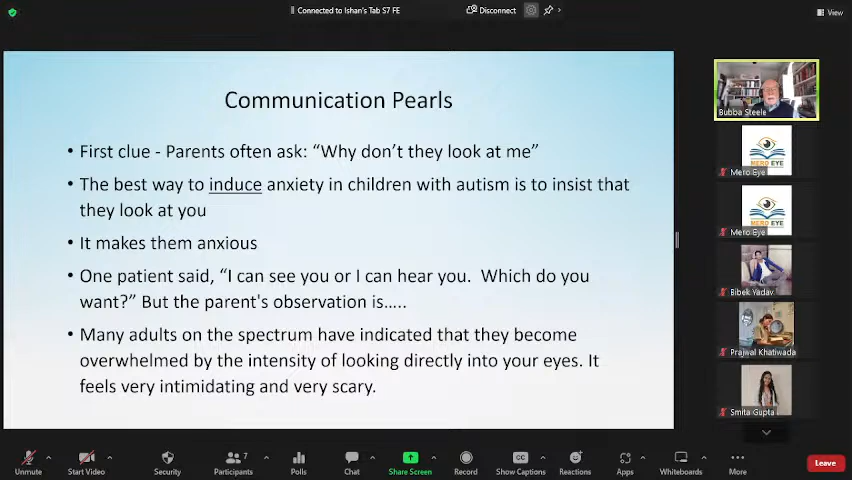 Connected to Ishan's Tab S7 FE
Disconnect
View
Communication Pearls
• First clue - Parents often ask: “Why don’t they look at me”
• The best way to induce anxiety in children with autism is to insist that
they look at you
• It makes them anxious
• One patient said, “I can see you or I can hear you.  Which do you
want?” But the parent's observation is…..
• Many adults on the spectrum have indicated that they become
overwhelmed by the intensity of looking directly into your eyes. It
feels very intimidating and very scary.
Bubba Steele
MERO EYE
Mero Eye
MERO EYE
Mero Eye
Bibek Yadav
Prajwal Khatiwada
Smita Gupta
Unmute
Start Video
Security
Participants
7
Polls
Chat
Share Screen
Record
CC
Show Captions
Reactions
Apps
Whiteboards
More
Leave